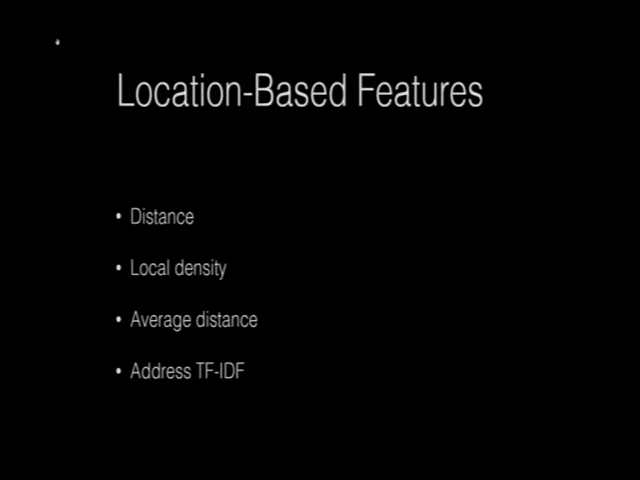 Location-Based Features
• Distance
• Local density
• Average distance
• Address TF-IDF